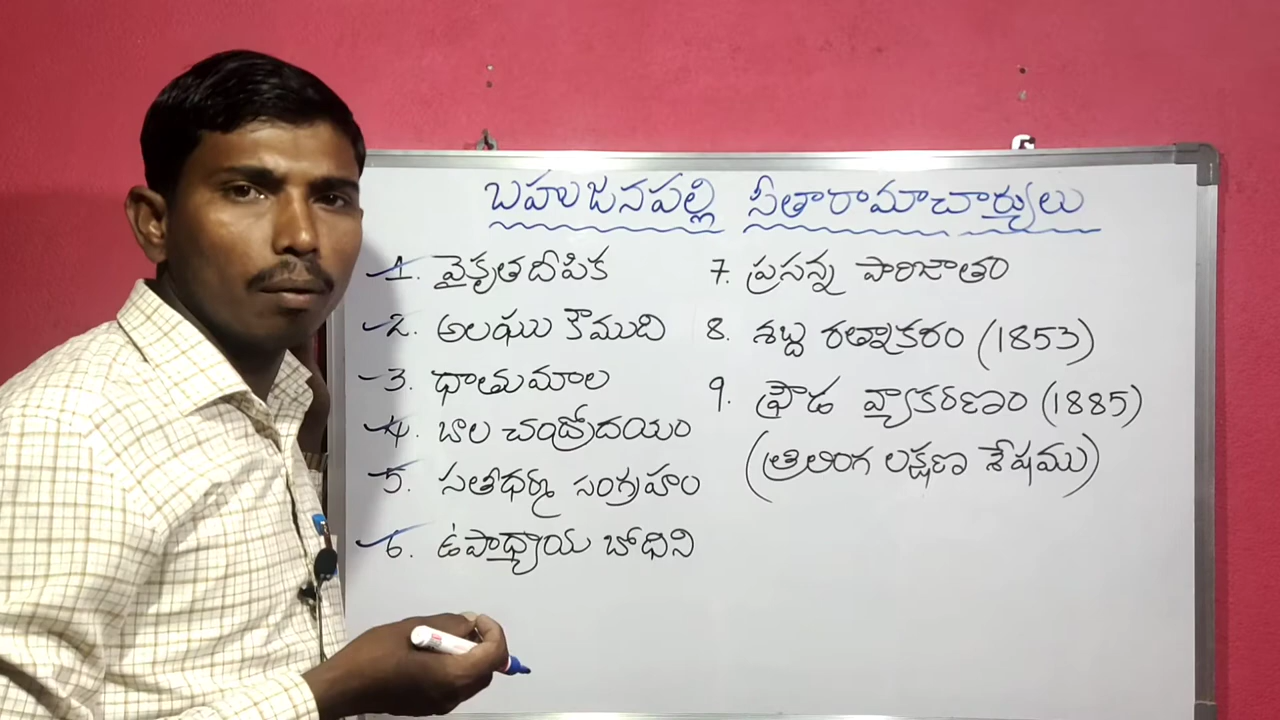 బహుజనపల్లి సీతారామాచార్యులు
1. వైకృతదీపిక
2. అలఘు కౌముది
3. ధాతుమాల
4. బాల చంద్రోదయం
5. సతీధర్మ సంగ్రహం
6. ఉపాధ్యాయ బోధిని
7. ప్రసన్న పారిజాతం
8. శబ్ద రత్నాకరం (1853)
9. ప్రౌఢ వ్యాకరణం (1885)
(త్రిలింగ లక్షణ శేషము)